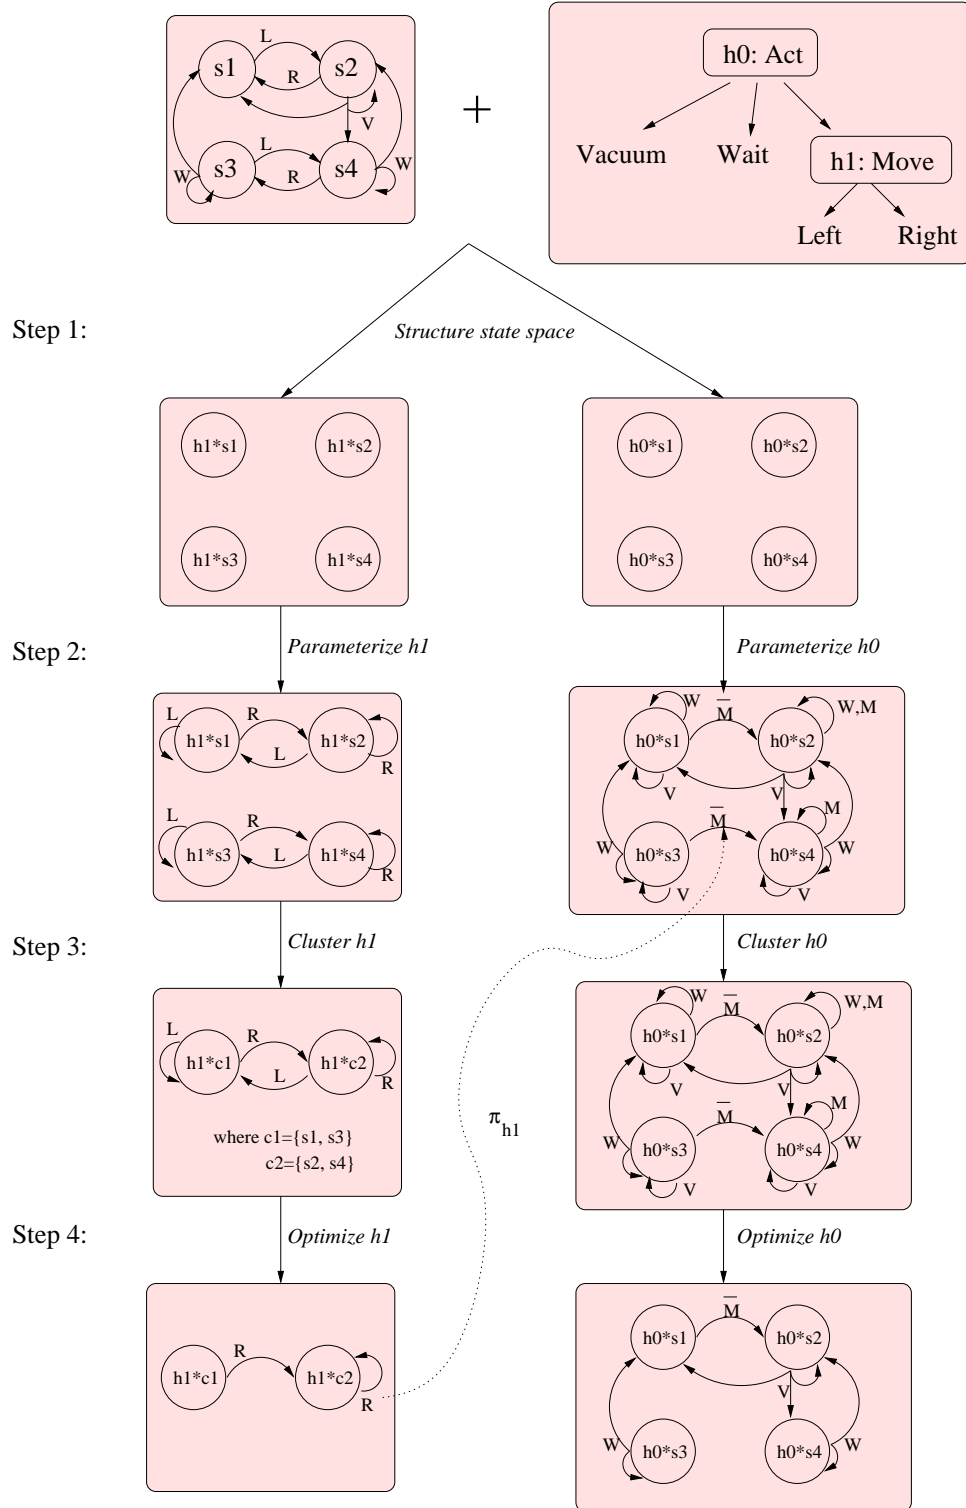 L
s1
s2
R
V
L
W
s3
s4
W
R
+
h0: Act
Vacuum
Wait
h1: Move
Left
Right
Step 1:
Structure state space
h1*s1
h1*s2
h1*s3
h1*s4
h0*s1
h0*s2
h0*s3
h0*s4
Step 2:
Parameterize h1
Parameterize h0
L
R
h1*s1
h1*s2
L
R
L
R
h1*s3
h1*s4
L
R
W
M
W,M
h0*s1
h0*s2
V
V
M
M
W
h0*s3
h0*s4
W
V
V
Step 3:
Cluster h1
Cluster h0
L
R
h1*c1
h1*c2
L
R
where c1={s1, s3}
c2={s2, s4}
W
M
W,M
h0*s1
h0*s2
V
V
M
M
W
h0*s3
h0*s4
W
V
V
πh1
Step 4:
Optimize h1
Optimize h0
R
h1*c1
h1*c2
R
M
h0*s1
h0*s2
V
W
h0*s3
h0*s4
W